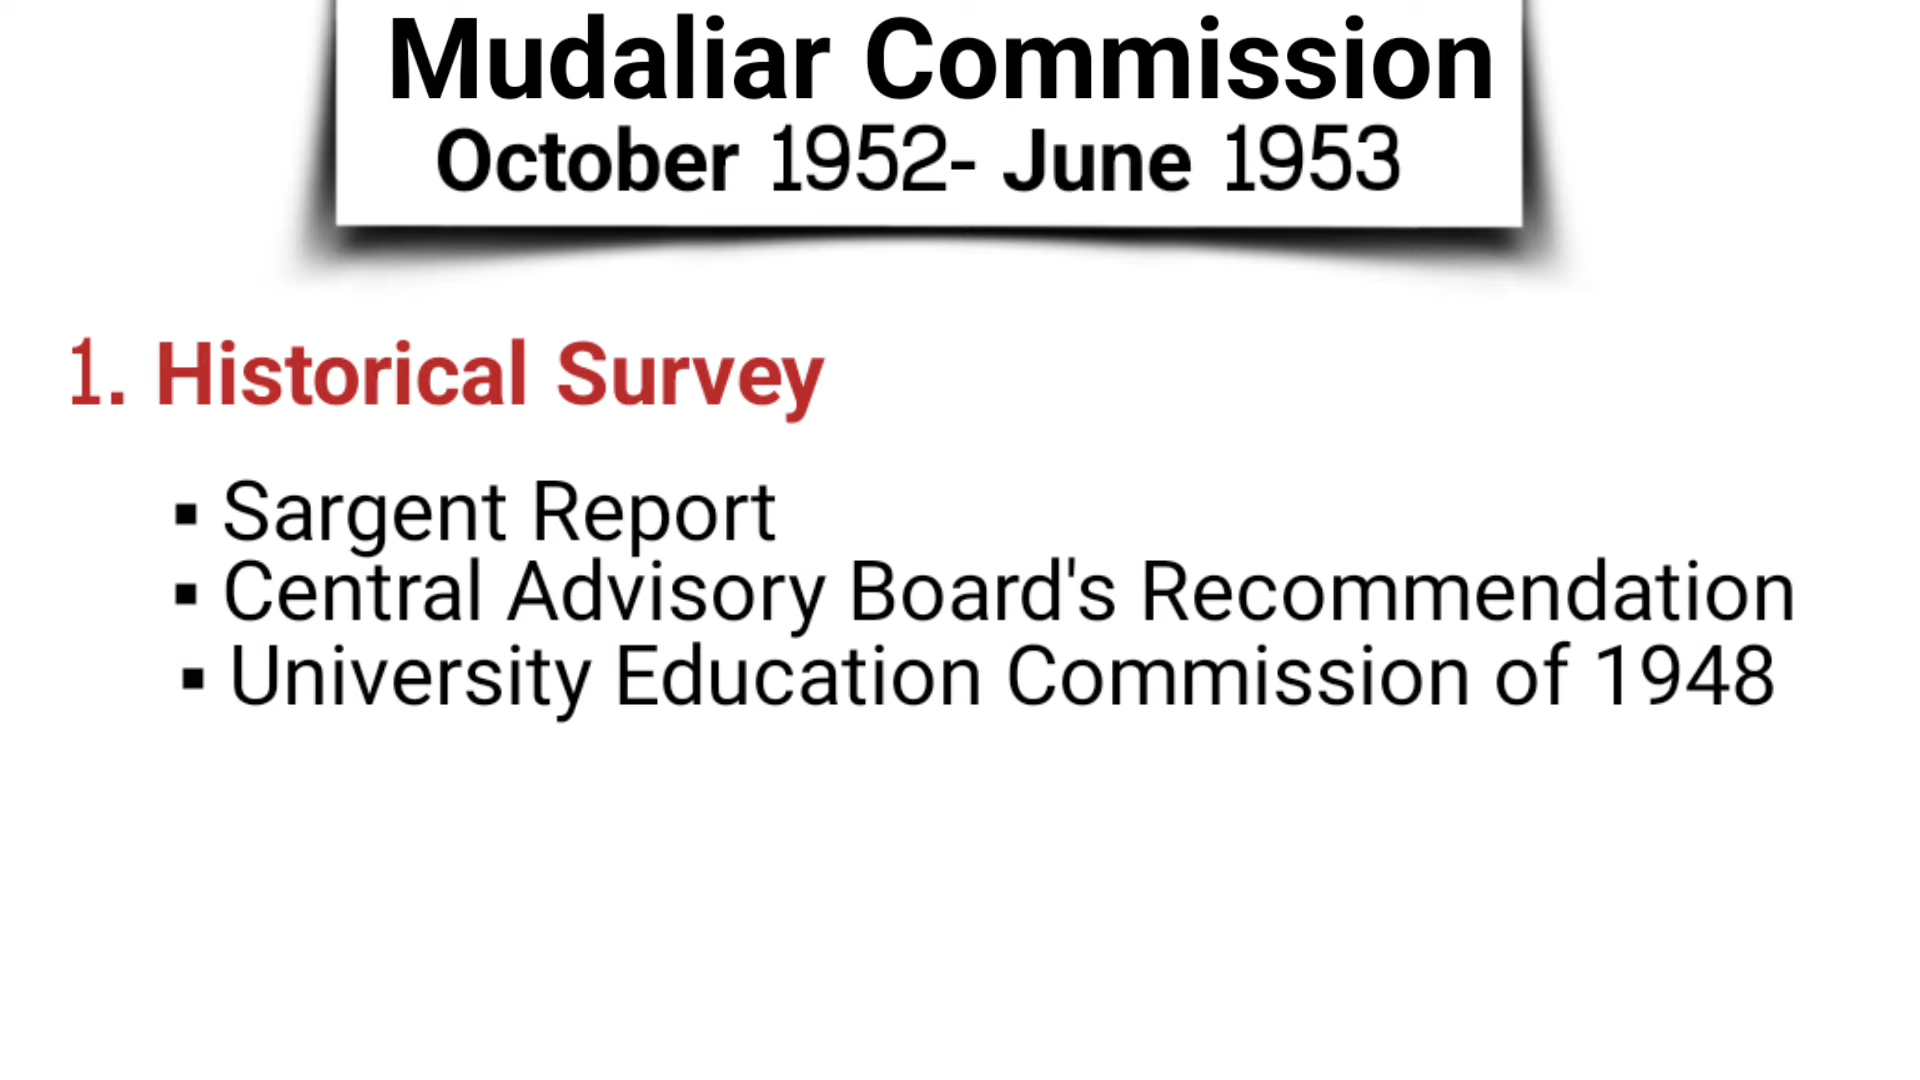 Mudaliar Commission
October 1952- June 1953
1. Historical Survey
▪ Sargent Report
▪ Central Advisory Board's Recommendation
▪ University Education Commission of 1948